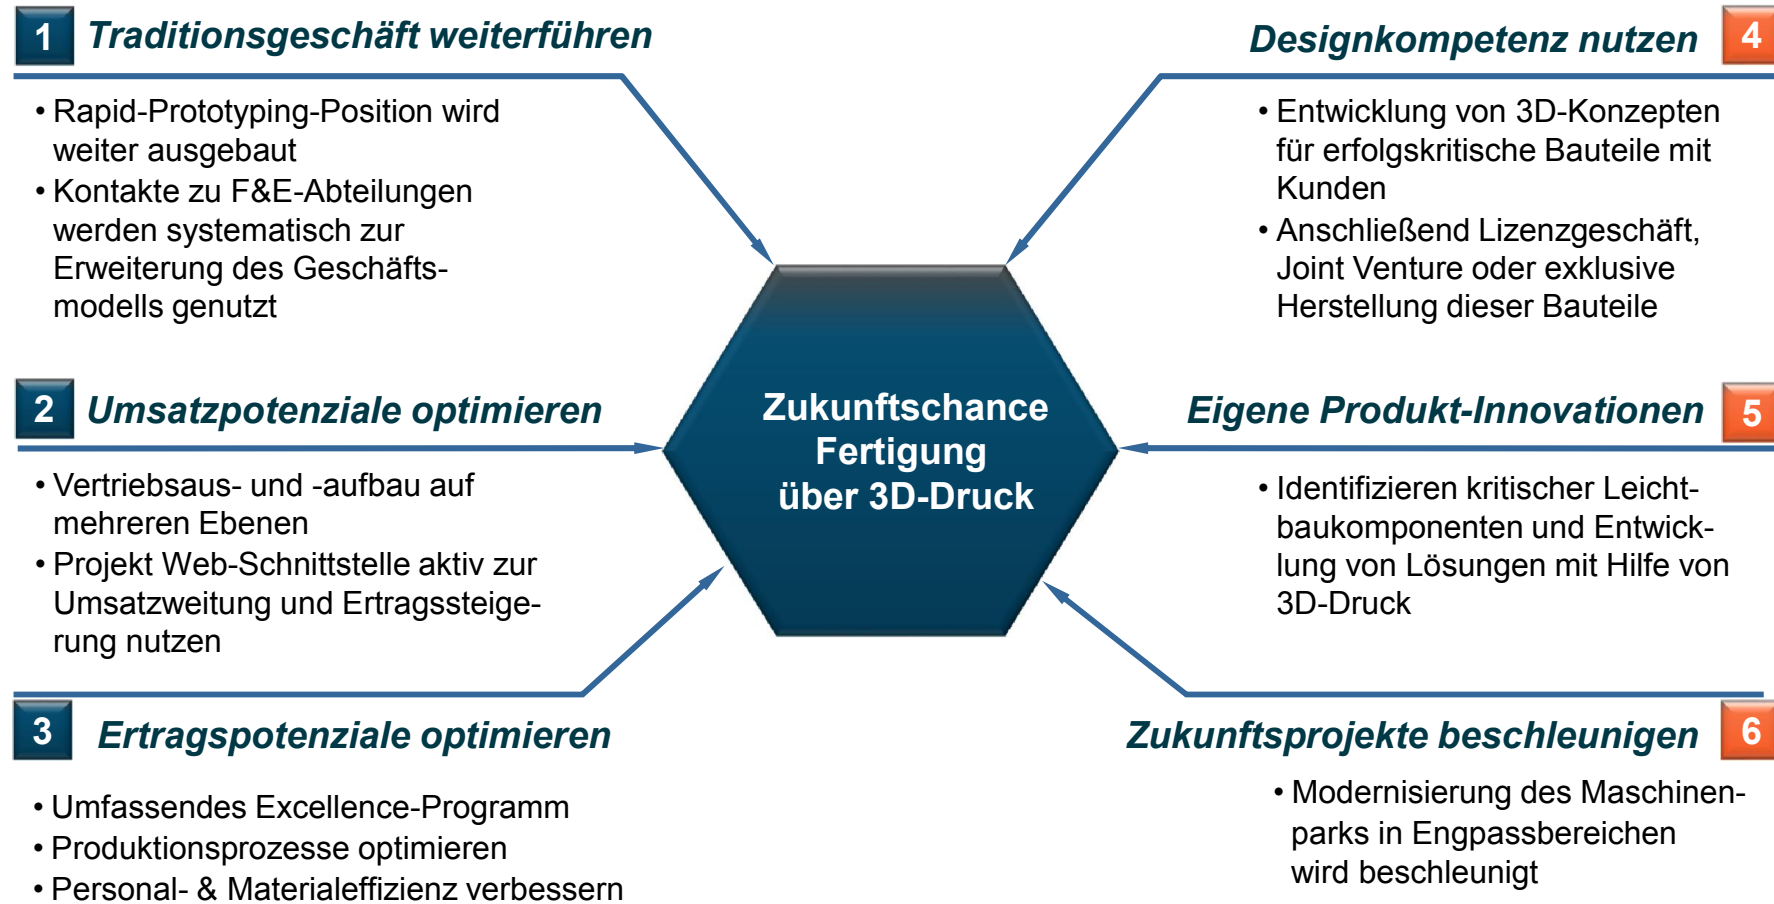 1 Traditionsgeschäft weiterführen
• Rapid-Prototyping-Position wird
weiter ausgebaut
• Kontakte zu F&E-Abteilungen
werden systematisch zur
Erweiterung des Geschäfts-
modells genutzt
2 Umsatzpotenziale optimieren
• Vertriebsaus- und -aufbau auf
mehreren Ebenen
• Projekt Web-Schnittstelle aktiv zur
Umsatzweitung und Ertragssteige-
rung nutzen
3 Ertragspotenziale optimieren
• Umfassendes Excellence-Programm
• Produktionsprozesse optimieren
• Personal- & Materialeffizienz verbessern
Zukunftschance
Fertigung
über 3D-Druck
Designkompetenz nutzen 4
• Entwicklung von 3D-Konzepten
für erfolgskritische Bauteile mit
Kunden
• Anschließend Lizenzgeschäft,
Joint Venture oder exklusive
Herstellung dieser Bauteile
Eigene Produkt-Innovationen 5
• Identifizieren kritischer Leicht-
baukomponenten und Entwick-
lung von Lösungen mit Hilfe von
3D-Druck
Zukunftsprojekte beschleunigen 6
• Modernisierung des Maschinen-
parks in Engpassbereichen
wird beschleunigt